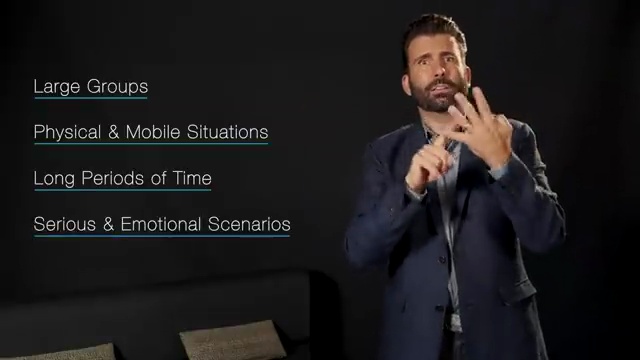 Large Groups
Physical & Mobile Situations
Long Periods of Time
Serious & Emotional Scenarios